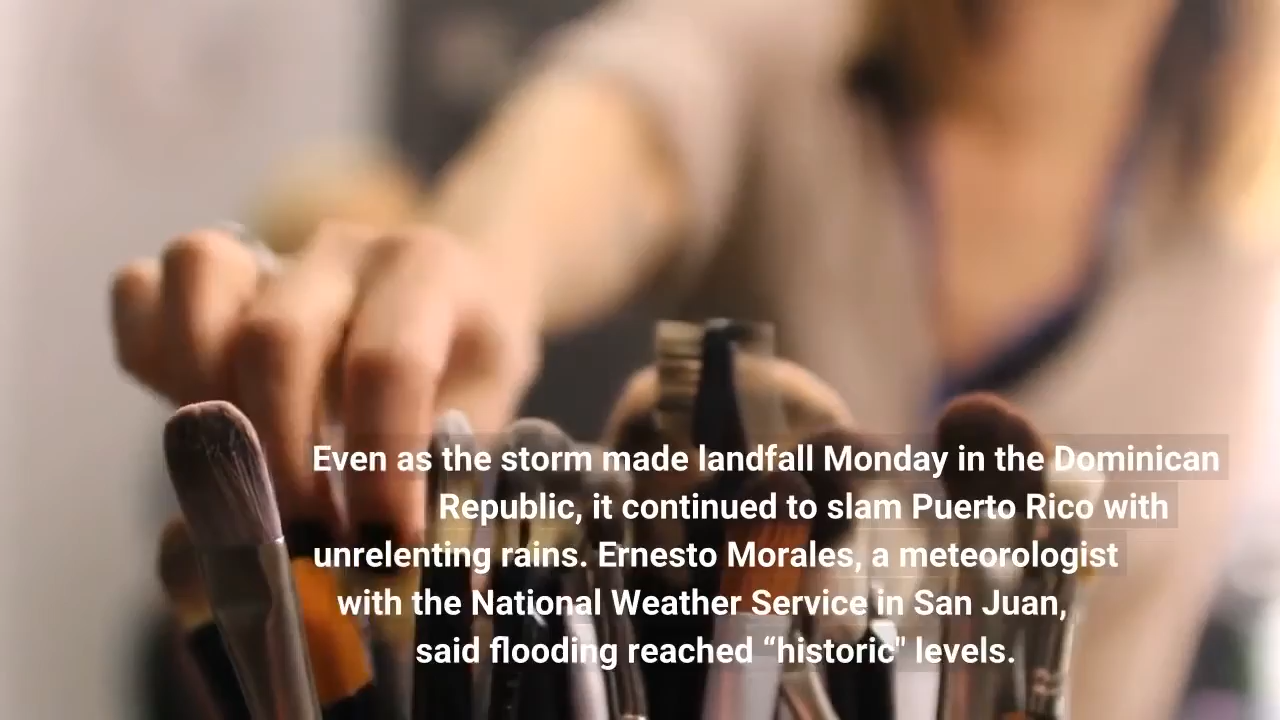 Even as the storm made landfall Monday in the Dominican
Republic, it continued to slam Puerto Rico with
unrelenting rains. Ernesto Morales, a meteorologist
with the National Weather Service in San Juan,
said flooding reached “historic" levels.